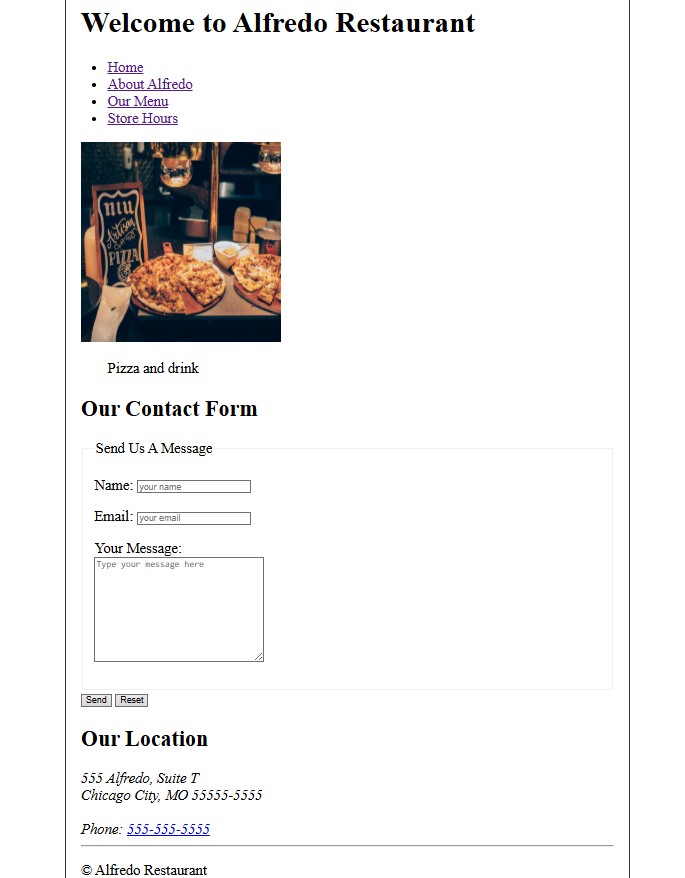 Welcome to Alfredo Restaurant
Home
About Alfredo
Our Menu
Store Hours
niu
Artisan
PIZZA
Pizza and drink
Our Contact Form
Send Us A Message
Name: your name
Email: your email
Your Message:
Type your message here
Send Reset
Our Location
555 Alfredo, Suite T
Chicago City, MO 55555-5555
Phone: 555-555-5555
© Alfredo Restaurant